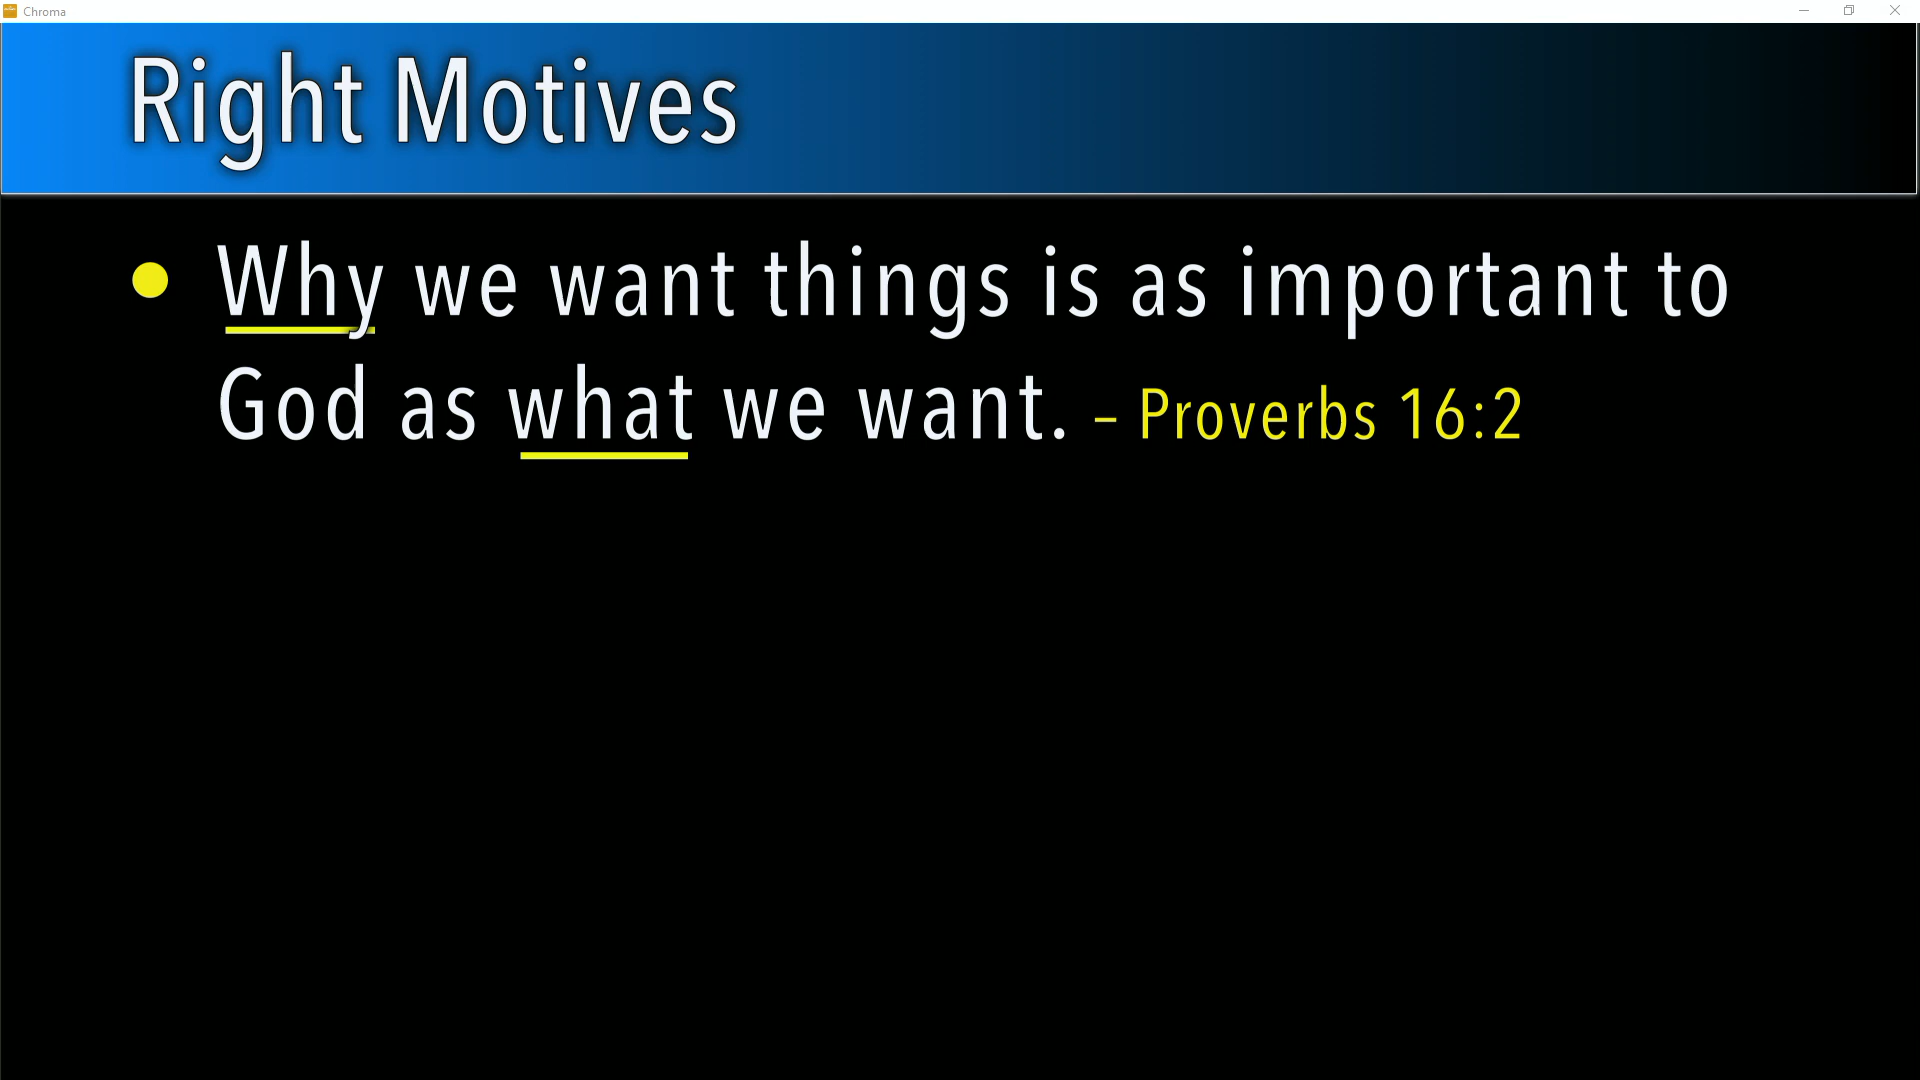 Chroma
Right Motives
● Why we want things is as important to
God as what we want. – Proverbs 16:2